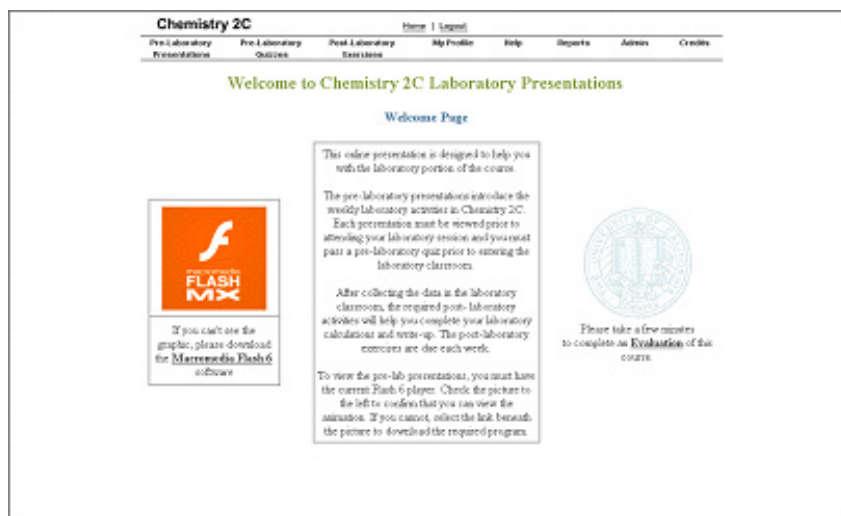 Chemistry 2C
Home | Logout
Pre-Laboratory Presentations
Pre-Laboratory Quizzes
Post-Laboratory Exercises
My Profile
Help
Reports
Admin
Credits
Welcome to Chemistry 2C Laboratory Presentations
Welcome Page
macromedia
FLASH
MX
If you can't see the
graphic, please download
the Macromedia Flash 6
software
This online presentation is designed to help you
with the laboratory portion of the course.
The pre-laboratory presentations introduce the
weekly laboratory activities in Chemistry 2C.
Each presentation must be viewed prior to
attending your laboratory session and you must
pass a pre-laboratory quiz prior to entering the
laboratory classroom.
After collecting the data in the laboratory
classroom, the required post-laboratory
activities will help you complete your laboratory
calculations and write-up. The post-laboratory
exercises are due each week.
To view the pre-lab presentations, you must have
the current Flash 6 player. Check the picture to
the left to confirm that you can view the
animation. If you cannot, select the link beneath
the picture to download the required program.
UNIVERSITY OF
Please take a few minutes
to complete an Evaluation of this
course.